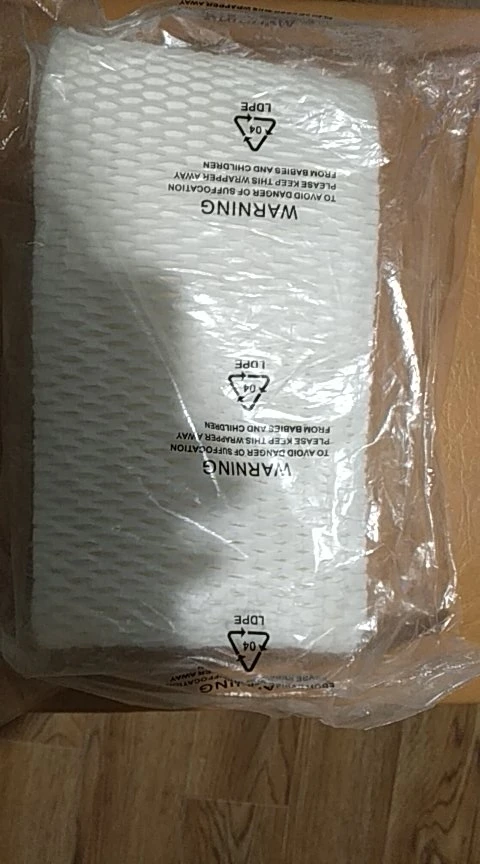 04
LDPE
WARNING
TO AVOID DANGER OF SUFFOCATION
PLEASE KEEP THIS WRAPPER AWAY
FROM BABIES AND CHILDREN
04
LDPE
WARNING
TO AVOID DANGER OF SUFFOCATION
PLEASE KEEP THIS WRAPPER AWAY
FROM BABIES AND CHILDREN
04
LDPE